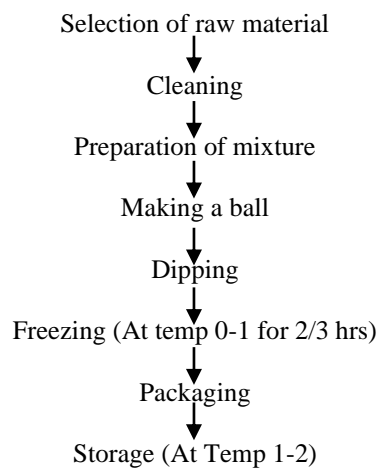 Selection of raw material
Cleaning
Preparation of mixture
Making a ball
Dipping
Freezing (At temp 0-1 for 2/3 hrs)
Packaging
Storage (At Temp 1-2)